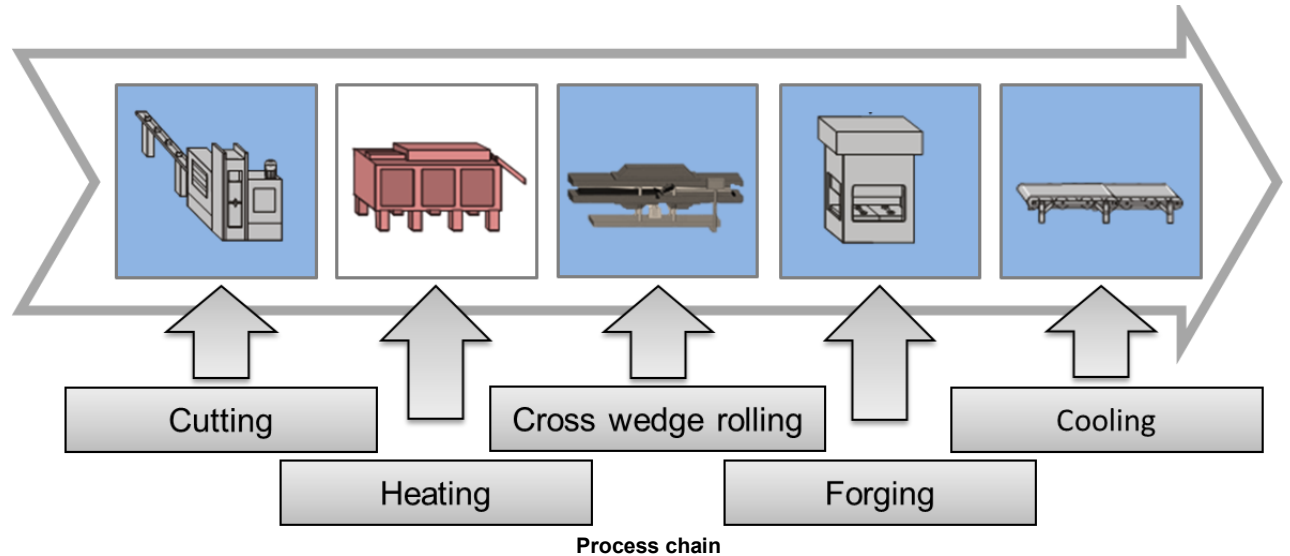 Cutting
Heating
Cross wedge rolling
Forging
Cooling
Process chain